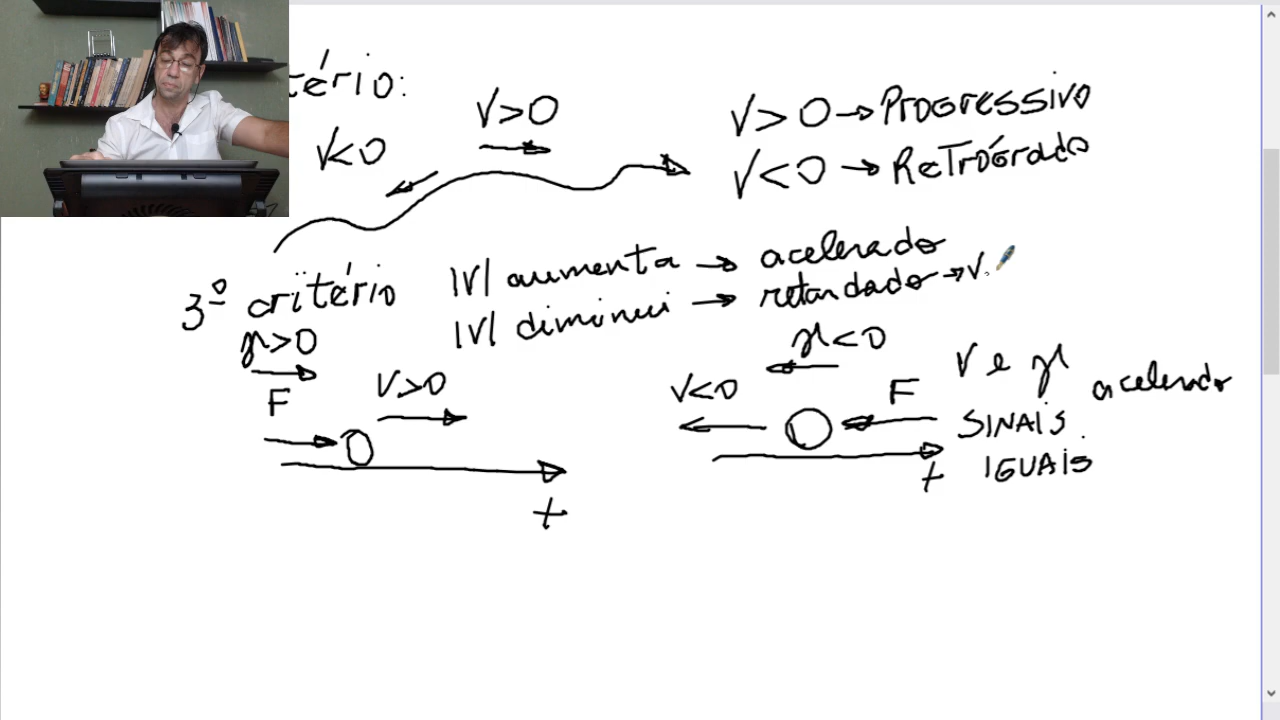 tério:
V>0
V<0
V>0→Progressivo
V<0→Retrógrado
3º critério
|V| aumenta → acelerado
|V| diminui → retardado → V.
γ>0
F
V>0
+
γ<0
V<0
F
+
V e γ
SINAIS
IGUAIS
acelerado